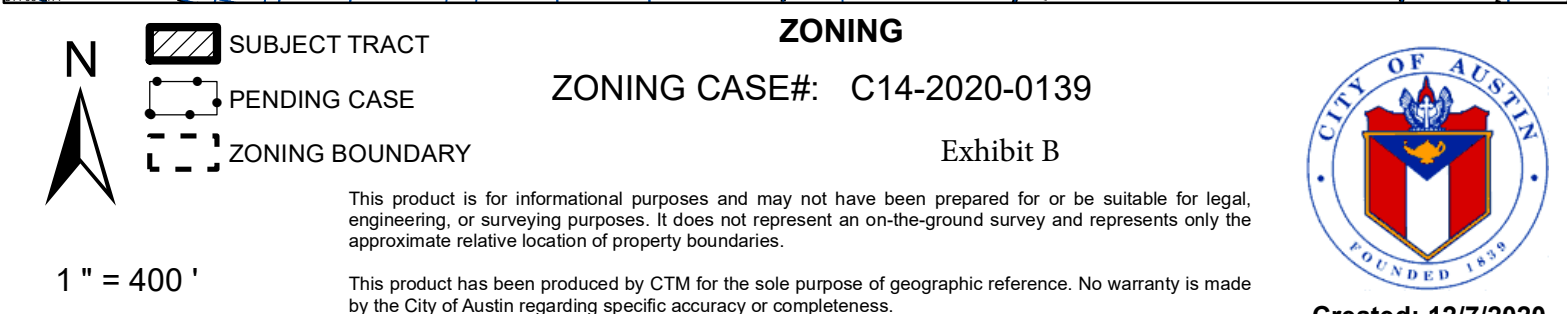 ZONING
ZONING CASE#: C14-2020-0139
Exhibit B
N
SUBJECT TRACT
PENDING CASE
ZONING BOUNDARY
1 " = 400 '
This product is for informational purposes and may not have been prepared for or be suitable for legal,
engineering, or surveying purposes. It does not represent an on-the-ground survey and represents only the
approximate relative location of property boundaries.
This product has been produced by CTM for the sole purpose of geographic reference. No warranty is made
by the City of Austin regarding specific accuracy or completeness.
CITY OF AUSTIN
FOUNDED 1839
Created: 12/7/2020